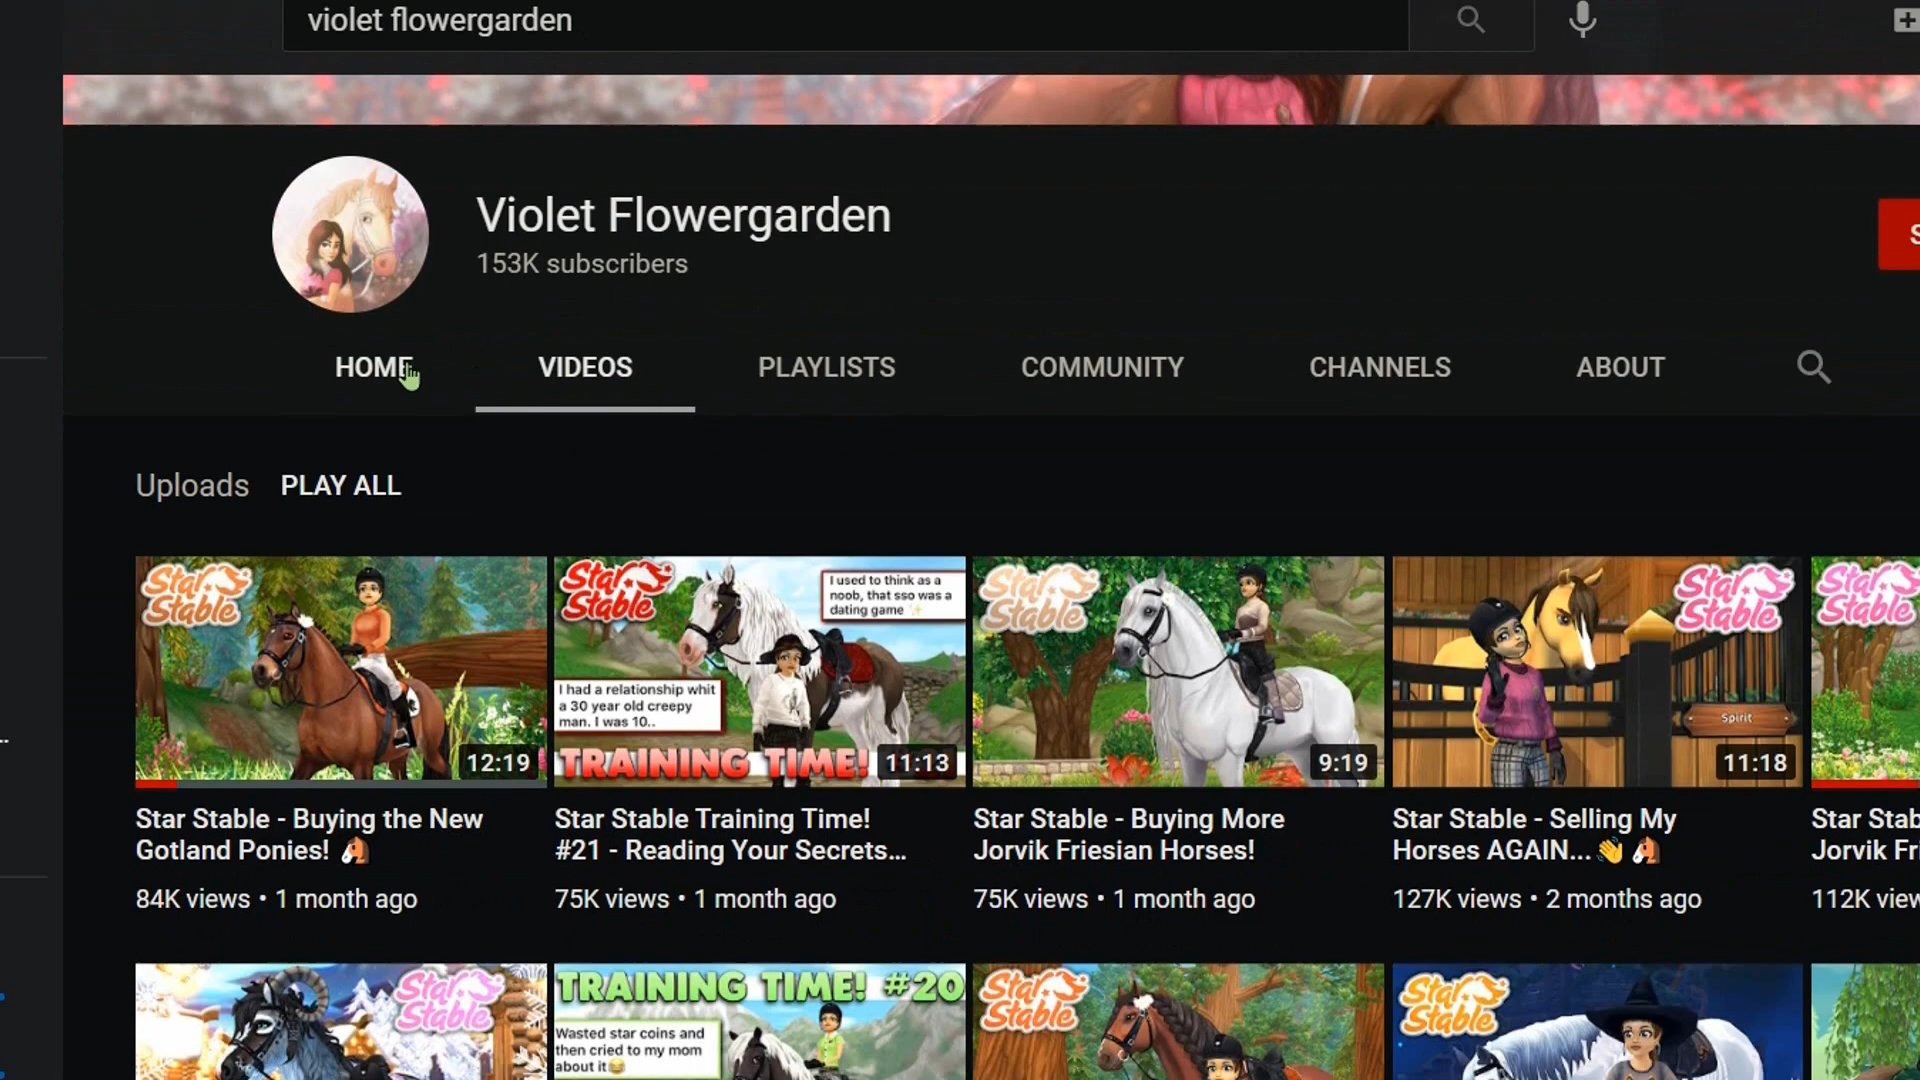 violet flowergarden
Violet Flowergarden
153K subscribers
HOME
VIDEOS
PLAYLISTS
COMMUNITY
CHANNELS
ABOUT
Uploads
PLAY ALL
Star
Stable
12:19
Star Stable - Buying the New
Gotland Ponies!
84K views • 1 month ago
Star
Stable
I used to think as a
noob, that sso was a
dating game
I had a relationship whit
a 30 year old creepy
man. I was 10..
TRAINING TIME!
11:13
Star Stable Training Time!
#21 - Reading Your Secrets...
75K views • 1 month ago
Star
Stable
9:19
Star Stable - Buying More
Jorvik Friesian Horses!
75K views • 1 month ago
Star
Stable
Spirit
11:18
Star Stable - Selling My
Horses AGAIN...
127K views • 2 months ago
Star
Stable
Star
Jorvik
112K
Star
Stable
TRAINING TIME! #20
Wasted star coins and
then cried to my mom
about it
Star
Stable
Star
Stable